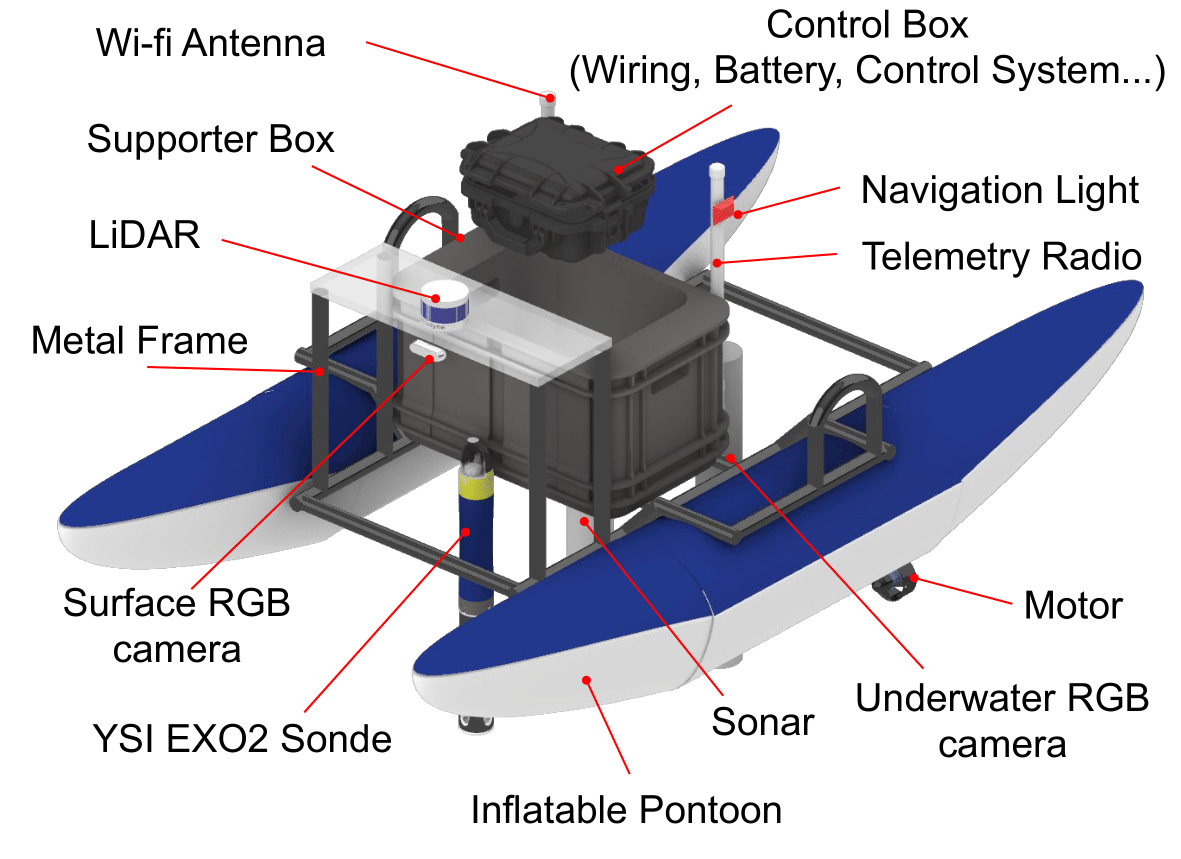 Control Box
Wi-fi Antenna
(Wiring, Battery, Control System...)
Supporter Box
Navigation Light
LiDAR
Telemetry Radio
Metal Frame
Surface RGB
camera
Motor
Underwater RGB
camera
Sonar
YSI EXO2 Sonde
Inflatable Pontoon